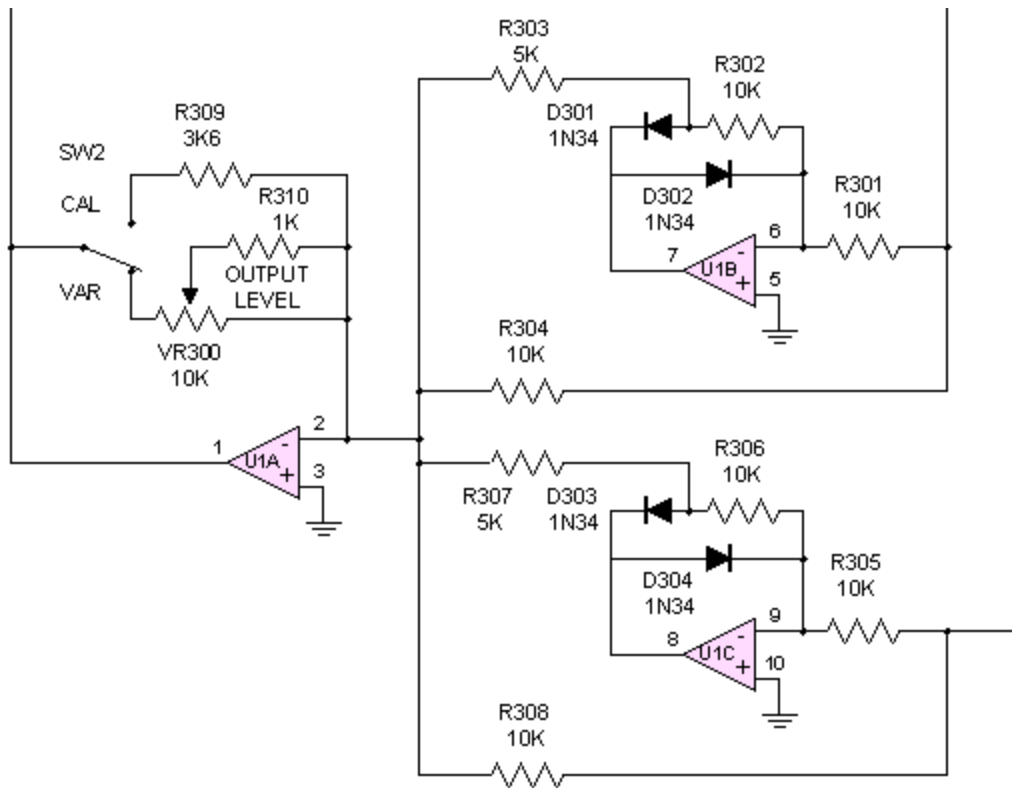 R303
5K
R302
10K
D301
1N34
R309
3K6
SW2
CAL
R310
1K
D302
1N34
R301
10K
6
-
U1B
+
7
5
VAR
OUTPUT
LEVEL
VR300
10K
R304
10K
1
2
-
U1A
+
3
R307
5K
D303
1N34
R306
10K
D304
1N34
R305
10K
8
9
-
U1C
+
10
R308
10K